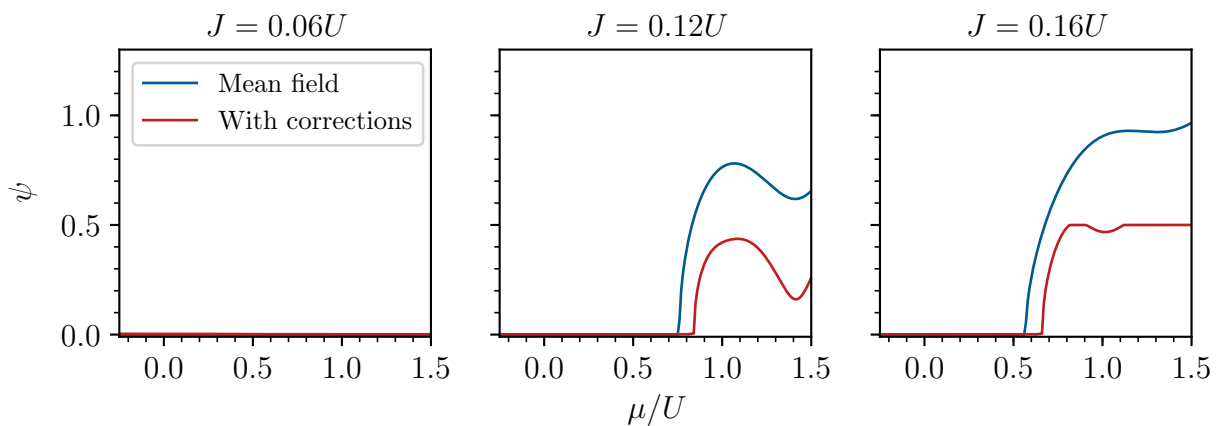 J = 0.06U
J = 0.12U
J = 0.16U
Mean field
With corrections
ψ
1.0
0.5
0.0
0.0 0.5 1.0 1.5
0.0 0.5 1.0 1.5
0.0 0.5 1.0 1.5
μ/U